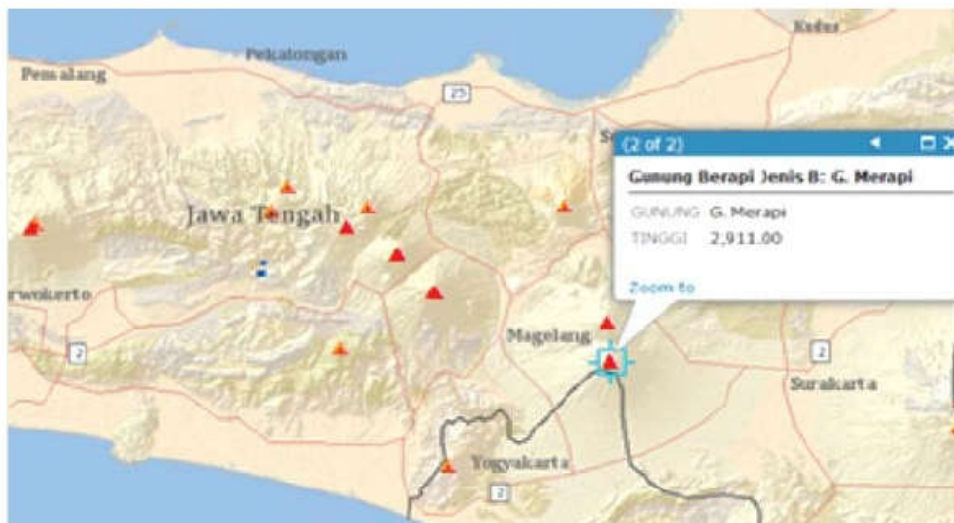 Kudus
Pekalongan
Pemalang
25
(2 of 2)
Gunung Berapi Jenis B: G. Merapi
GUNUNG G. Merapi
TINGGI 2,911.00
Zoom to
Jawa Tengah
rwokerto
Magelang
2
2
Surakarta
Yogyakarta
2